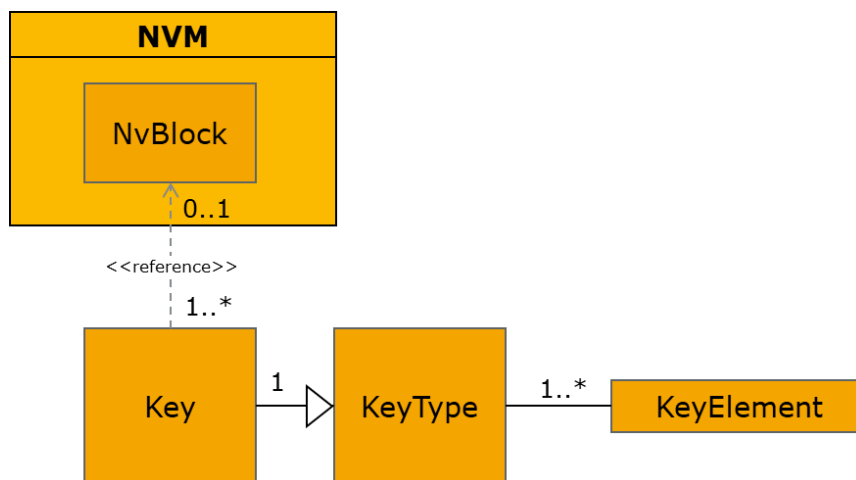 NVM
NvBlock
0..1
<<reference>>
1..*
Key
1
KeyType
1..*
KeyElement